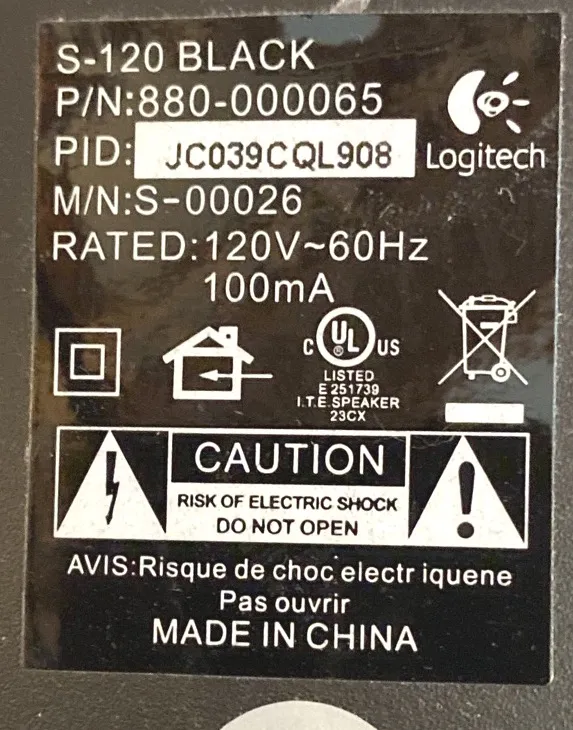 S-120 BLACK
P/N:880-000065
PID: JC039CQL908
Logitech
M/N:S-00026
RATED:120V~60Hz
100mA
C UL US
®
LISTED
E 251739
I.T.E.SPEAKER
23CX
CAUTION
RISK OF ELECTRIC SHOCK
DO NOT OPEN
AVIS:Risque de choc electr iquene
Pas ouvrir
MADE IN CHINA